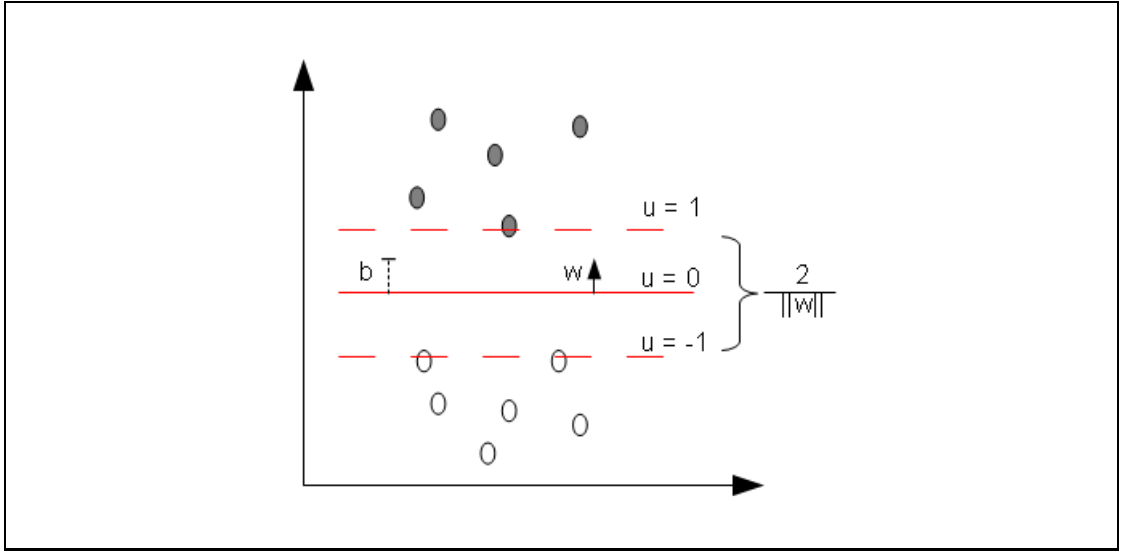 u = 1
b
w
u = 0
2
||w||
u = -1